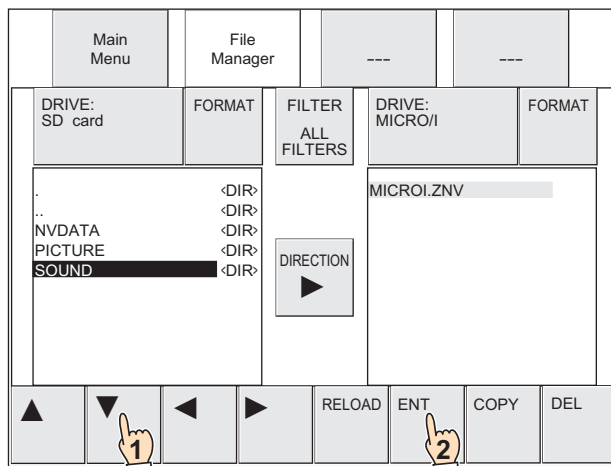 Main
Menu
File
Manager
---
---
DRIVE:
SD card
FORMAT
FILTER
ALL
FILTERS
DRIVE:
MICRO/I
FORMAT
. <DIR>
.. <DIR>
NVDATA <DIR>
PICTURE <DIR>
SOUND <DIR>
DIRECTION
▶
MICROI.ZNV
▲ ▼ ◀ ▶ RELOAD ENT COPY DEL
1 2